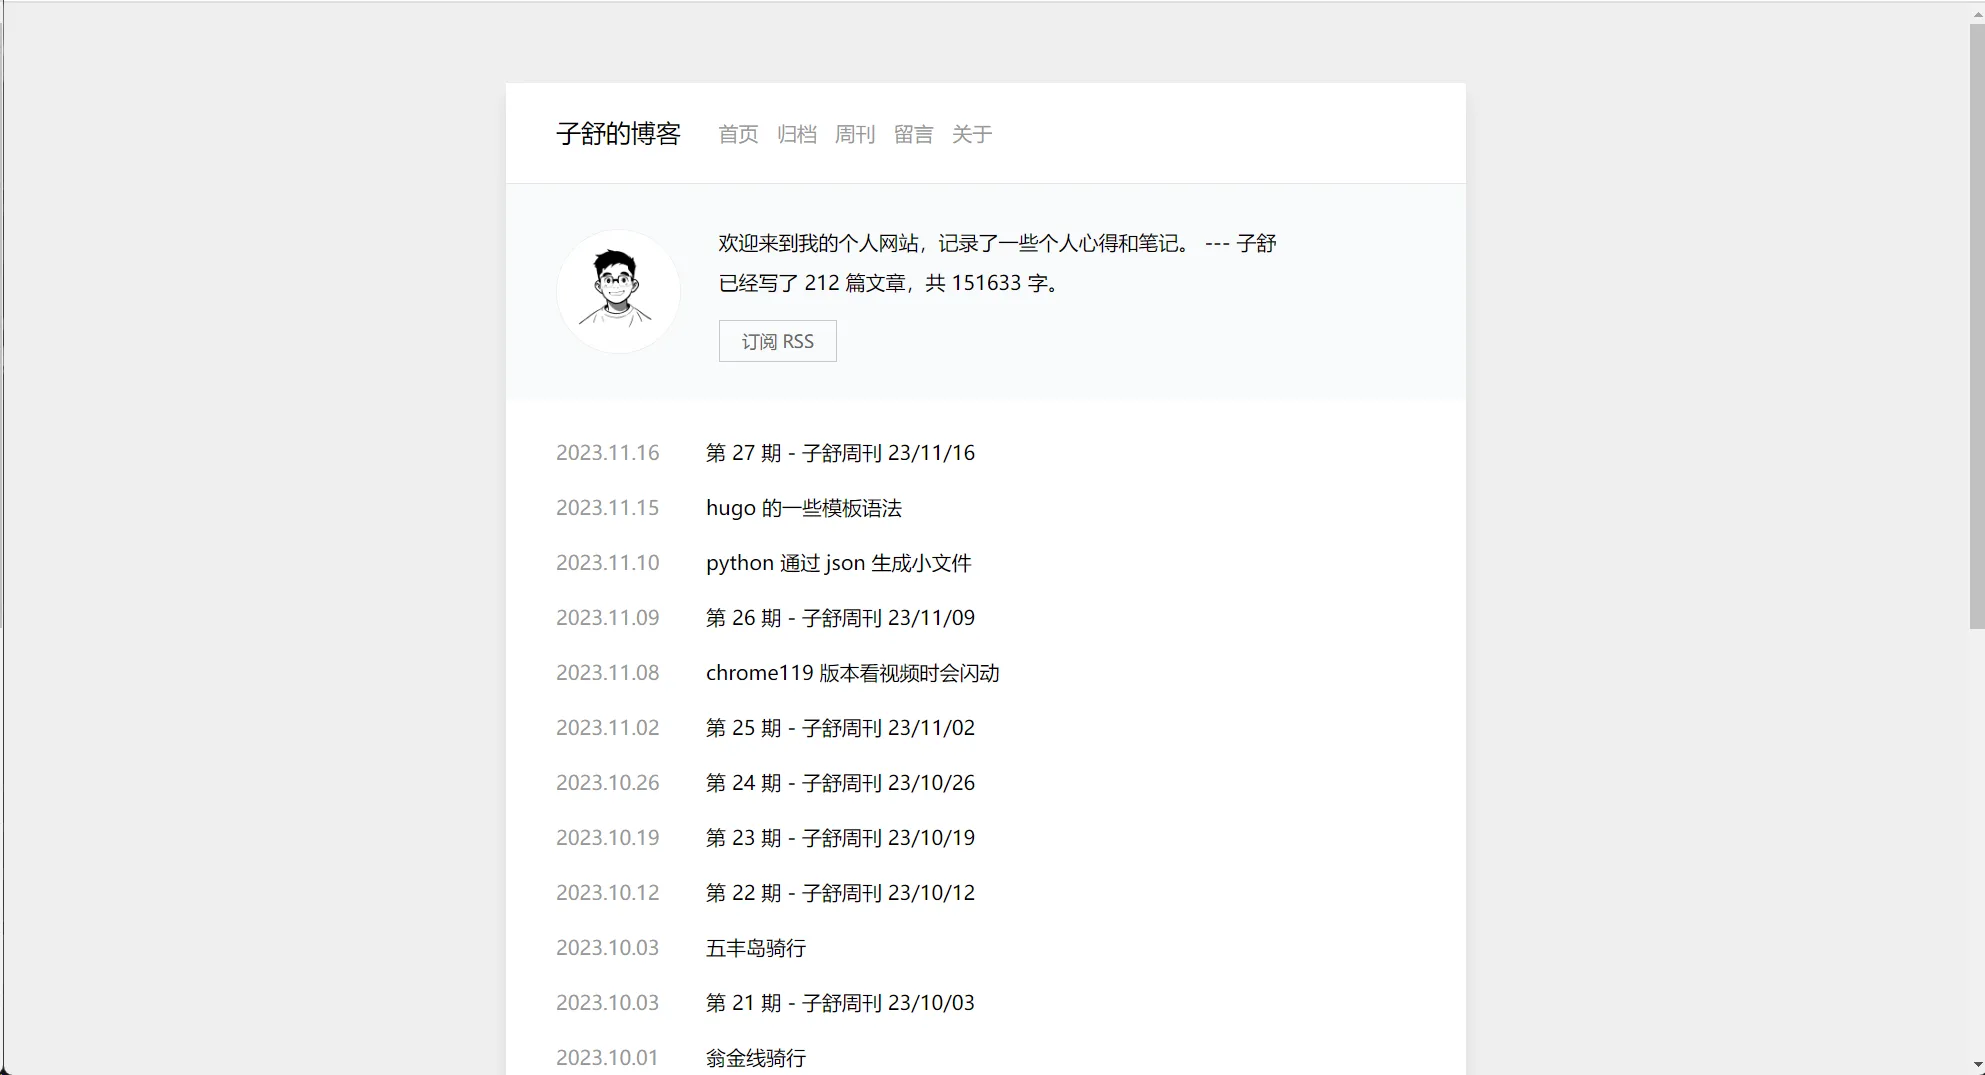 子舒的博客 首页 归档 周刊 留言 关于
欢迎来到我的个人网站，记录了一些个人心得和笔记。 --- 子舒
已经写了 212 篇文章，共 151633 字。
订阅 RSS
2023.11.16 第 27 期 - 子舒周刊 23/11/16
2023.11.15 hugo 的一些模板语法
2023.11.10 python 通过 json 生成小文件
2023.11.09 第 26 期 - 子舒周刊 23/11/09
2023.11.08 chrome119 版本看视频时会闪动
2023.11.02 第 25 期 - 子舒周刊 23/11/02
2023.10.26 第 24 期 - 子舒周刊 23/10/26
2023.10.19 第 23 期 - 子舒周刊 23/10/19
2023.10.12 第 22 期 - 子舒周刊 23/10/12
2023.10.03 五丰岛骑行
2023.10.03 第 21 期 - 子舒周刊 23/10/03
2023.10.01 翁金线骑行